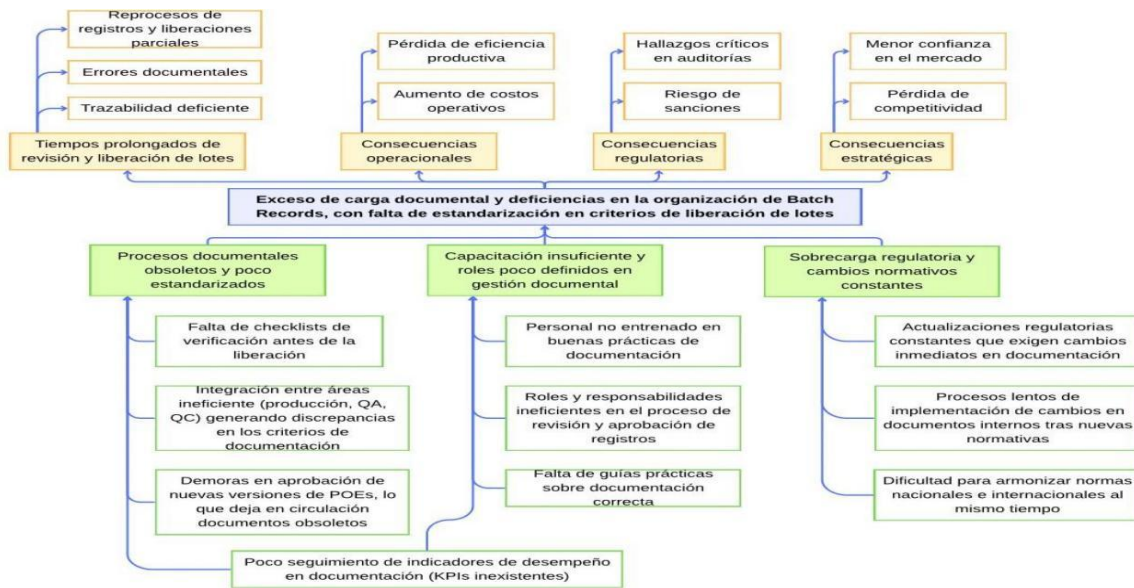 Reprocesos de
registros y liberaciones
parciales
Errores documentales
Trazabilidad deficiente
Tiempos prolongados de
revisión y liberación de lotes
Pérdida de eficiencia
productiva
Aumento de costos
operativos
Consecuencias
operacionales
Hallazgos críticos
en auditorías
Riesgo de
sanciones
Consecuencias
regulatorias
Menor confianza
en el mercado
Pérdida de
competitividad
Consecuencias
estratégicas
Exceso de carga documental y deficiencias en la organización de Batch
Records, con falta de estandarización en criterios de liberación de lotes
Procesos documentales
obsoletos y poco
estandarizados
Falta de checklists de
verificación antes de la
liberación
Integración entre áreas
ineficiente (producción, QA,
QC) generando discrepancias
en los criterios de
documentación
Demoras en aprobación de
nuevas versiones de POEs, lo
que deja en circulación
documentos obsoletos
Capacitación insuficiente y
roles poco definidos en
gestión documental
Personal no entrenado en
buenas prácticas de
documentación
Roles y responsabilidades
ineficientes en el proceso de
revisión y aprobación de
registros
Falta de guías prácticas
sobre documentación
correcta
Poco seguimiento de indicadores de desempeño
en documentación (KPIs inexistentes)
Sobrecarga regulatoria y
cambios normativos
constantes
Actualizaciones regulatorias
constantes que exigen cambios
inmediatos en documentación
Procesos lentos de
implementación de cambios en
documentos internos tras nuevas
normativas
Dificultad para armonizar normas
nacionales e internacionales al
mismo tiempo